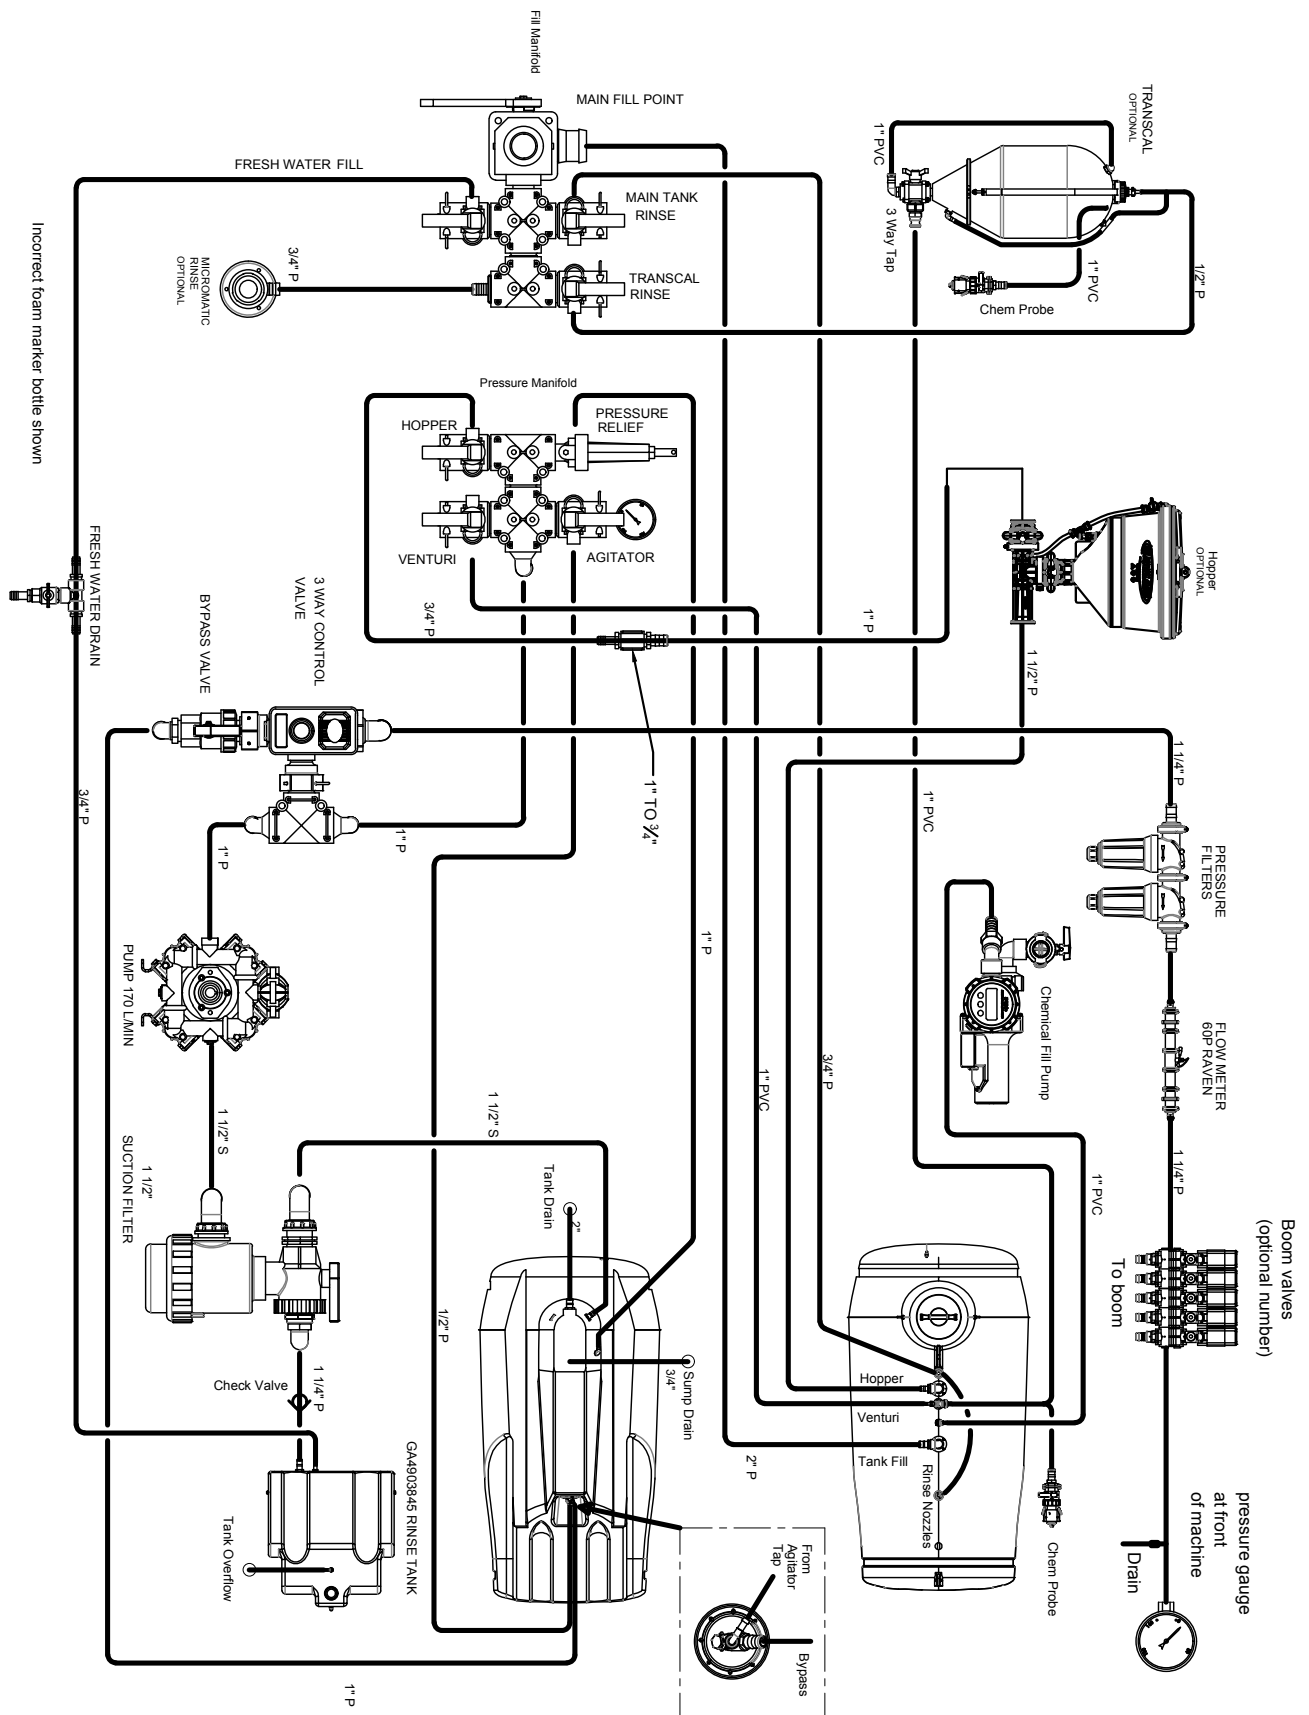 Fill Manifold
MAIN FILL POINT
FRESH WATER FILL
MAIN TANK
RINSE
TRANSCAL
RINSE
3/4" P
MICROMATIC
RINSE
OPTIONAL
TRANSCAL
OPTIONAL
1" PVC
3 Way Tap
1" PVC
1/2" P
Chem Probe
Incorrect foam marker bottle shown
Pressure Manifold
HOPPER
PRESSURE
RELIEF
VENTURI
AGITATOR
Hopper
OPTIONAL
FRESH WATER DRAIN
BYPASS VALVE
3 WAY CONTROL
VALVE
3/4" P
1" P
1 1/2" P
1" TO 3/4"
1 1/4" P
3/4" P
1" P
1" P
1" PVC
PRESSURE
FILTERS
PUMP 170 L/MIN
1" P
Chemical Fill Pump
FLOW METER
60P RAVEN
3/4" P
1" PVC
1 1/2" S
1 1/2" S
1 1/2"
SUCTION FILTER
1" PVC
1 1/4" P
Boom valves
(optional number)
To boom
Tank Drain
2"
1/2" P
3/4"
Sump Drain
Check Valve
1 1/4" P
Hopper
Venturi
Tank Fill
2" P
Rinse Nozzles
Chem Probe
GA4903845 RINSE TANK
Tank Overflow
pressure gauge
at front
of machine
Drain
From
Agitator
Tap
Bypass
1" P